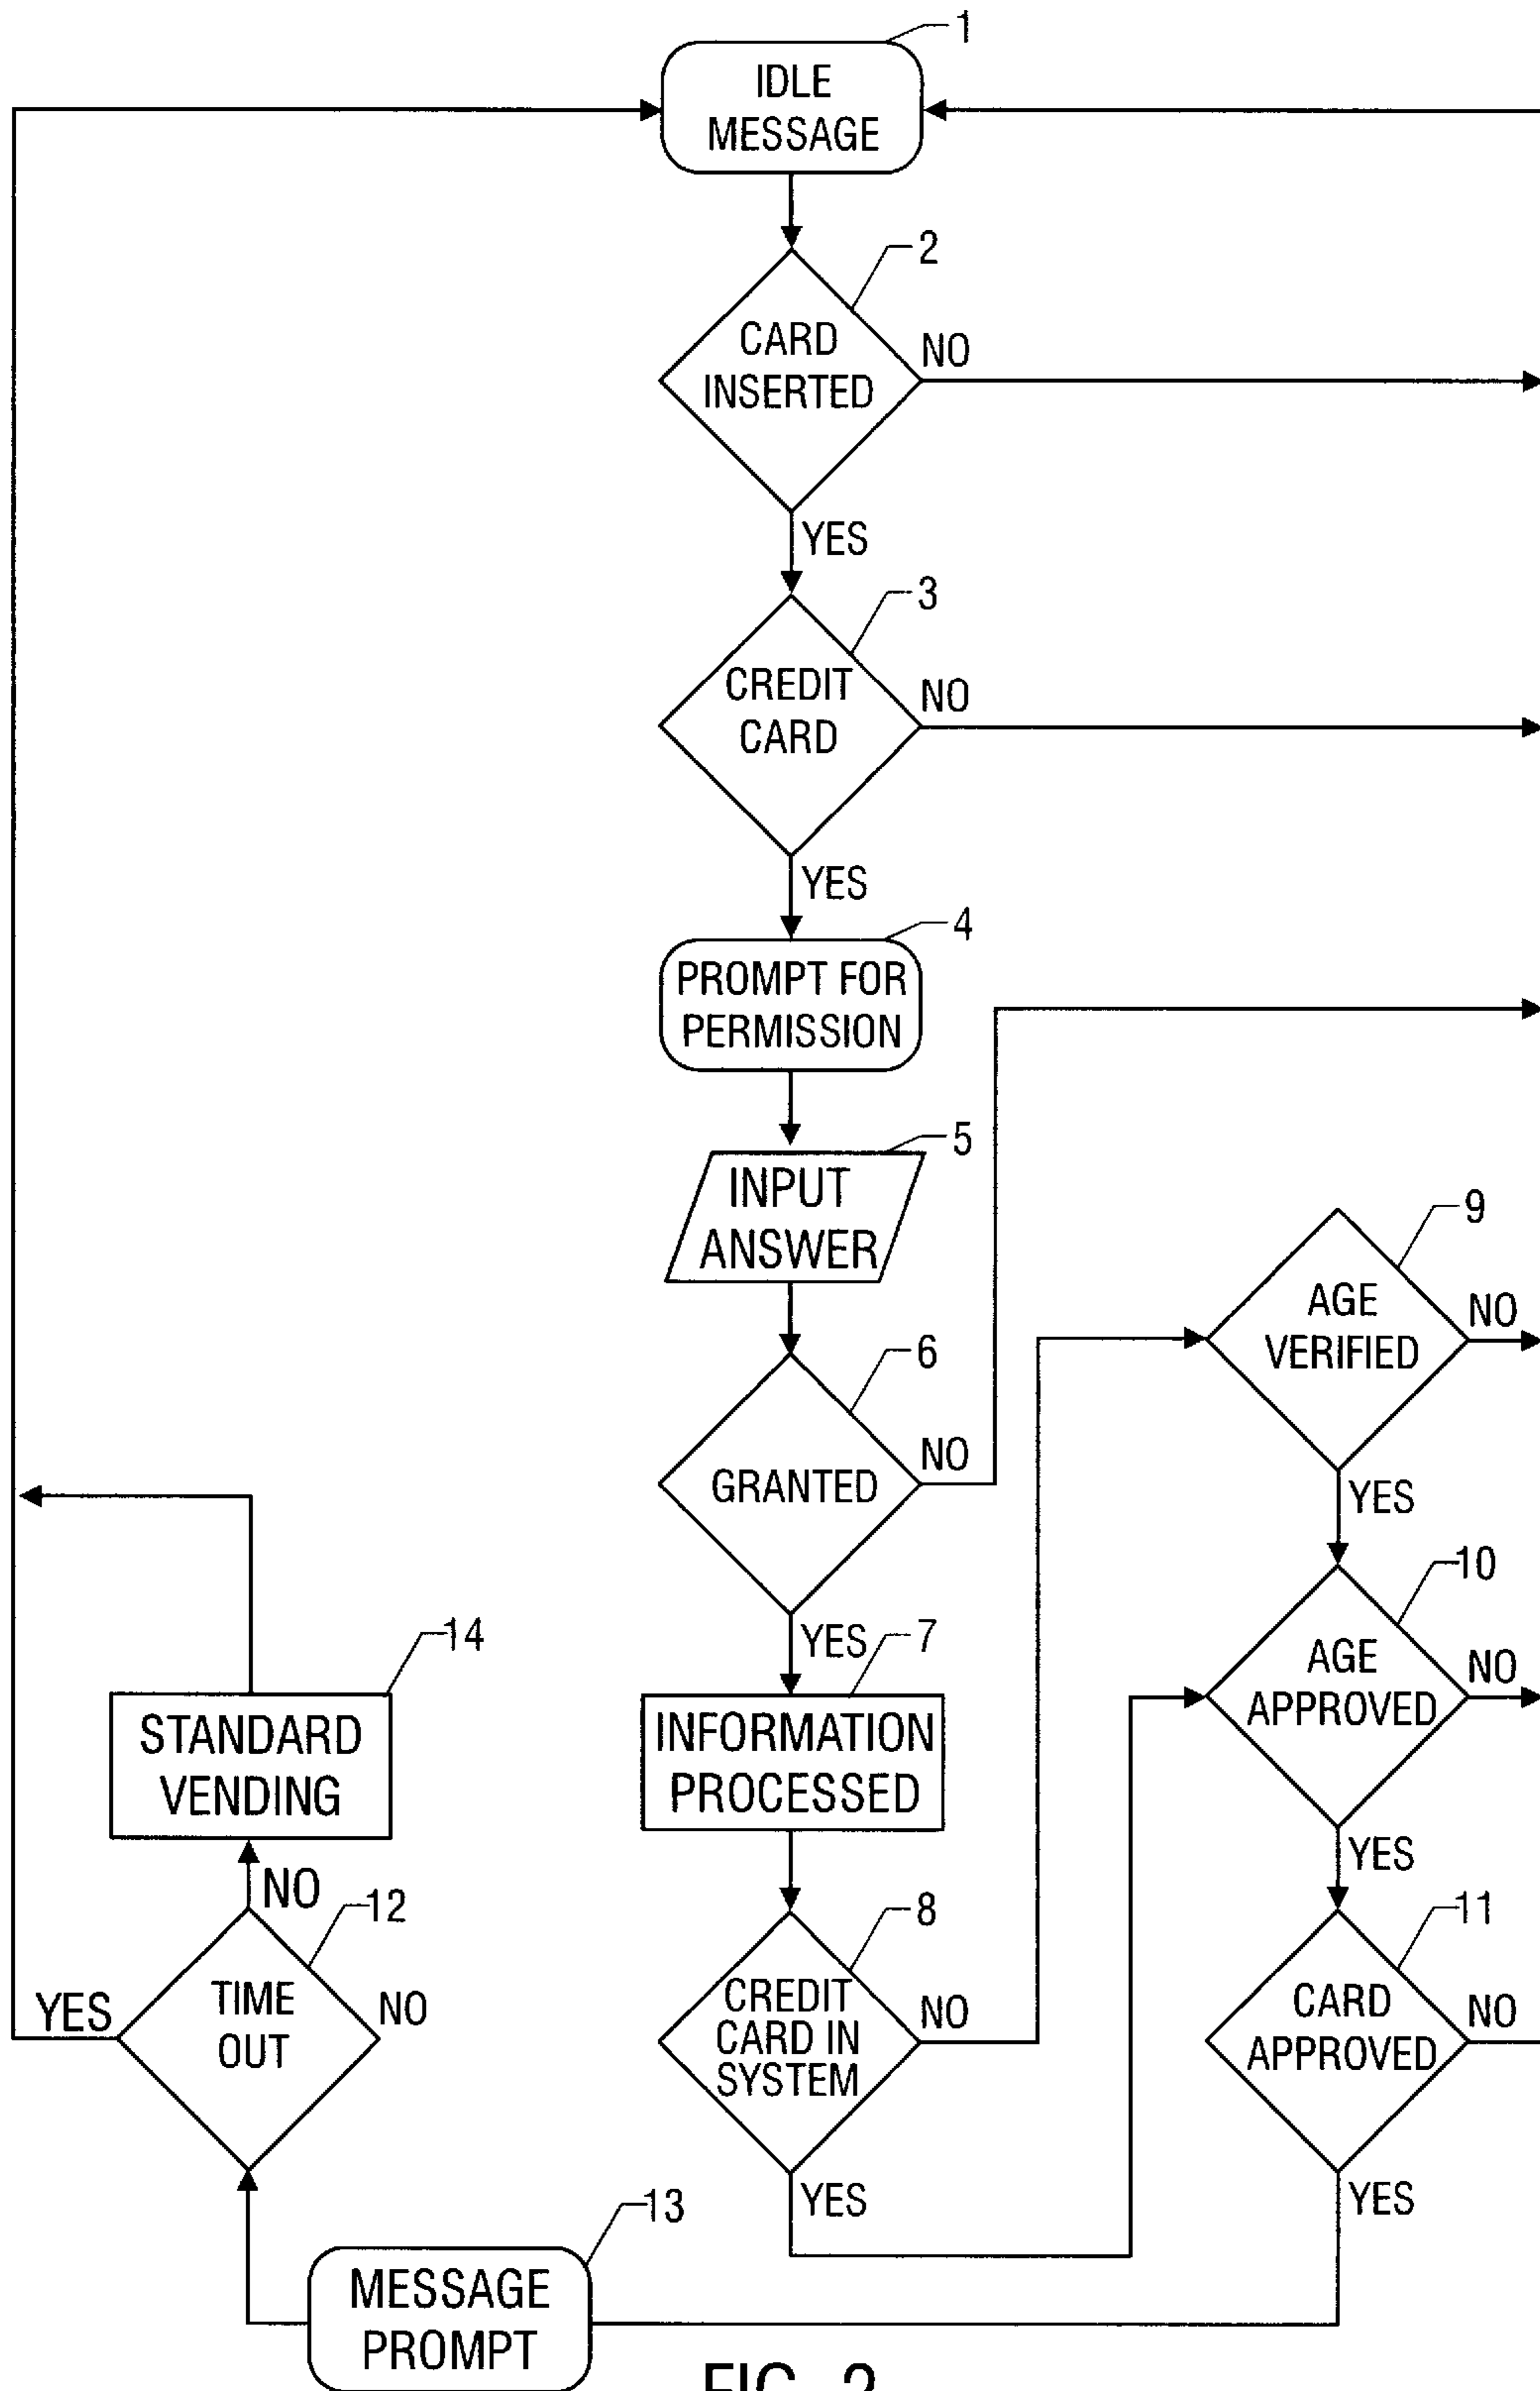 1
IDLE
MESSAGE
2
CARD
INSERTED
NO
YES
3
CREDIT
CARD
NO
YES
4
PROMPT FOR
PERMISSION
5
INPUT
ANSWER
6
GRANTED
NO
YES
7
INFORMATION
PROCESSED
8
CREDIT
CARD IN
SYSTEM
NO
YES
9
AGE
VERIFIED
NO
YES
10
AGE
APPROVED
NO
YES
11
CARD
APPROVED
NO
YES
13
MESSAGE
PROMPT
12
TIME
OUT
YES
NO
NO
14
STANDARD
VENDING
FIG. 2